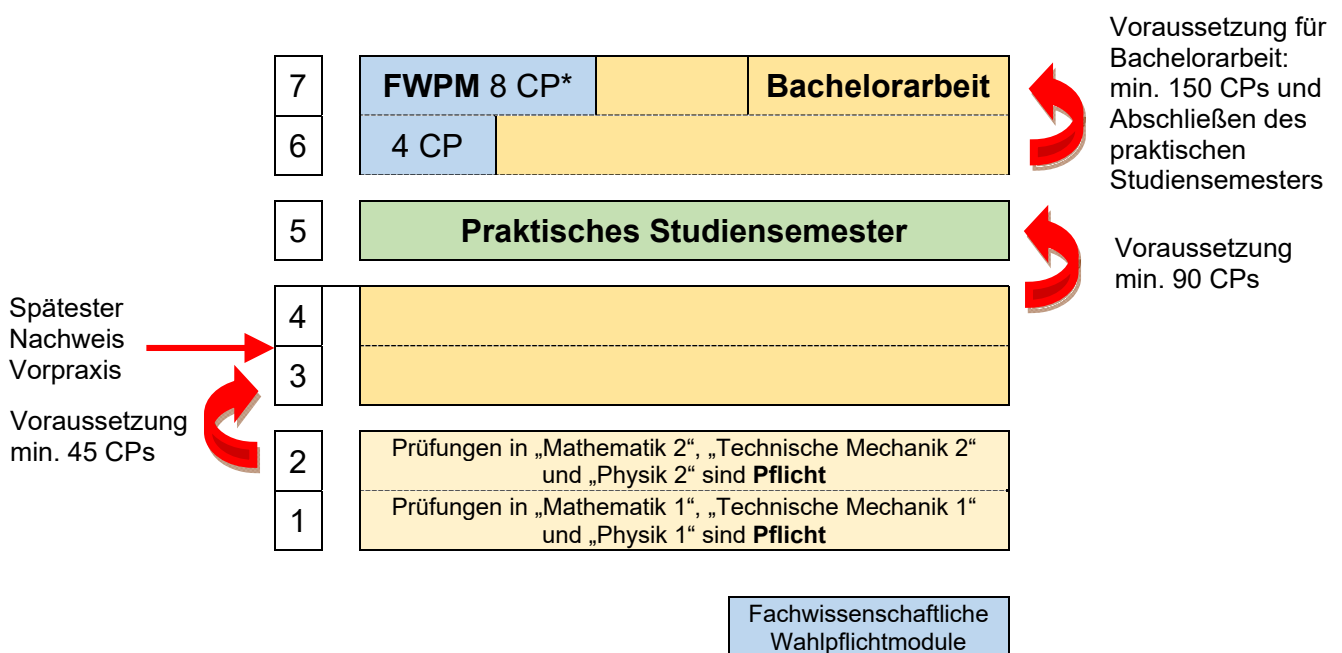 Voraussetzung für
Bachelorarbeit:
min. 150 CPs und
Abschließen des
praktischen
Studiensemesters
7
FWPM 8 CP*
Bachelorarbeit
6
4 CP
5
Praktisches Studiensemester
Voraussetzung
min. 90 CPs
Spätester
Nachweis
Vorpraxis
4
3
Voraussetzung
min. 45 CPs
2
Prüfungen in „Mathematik 2“, „Technische Mechanik 2“
und „Physik 2“ sind Pflicht
1
Prüfungen in „Mathematik 1“, „Technische Mechanik 1“
und „Physik 1“ sind Pflicht
Fachwissenschaftliche
Wahlpflichtmodule